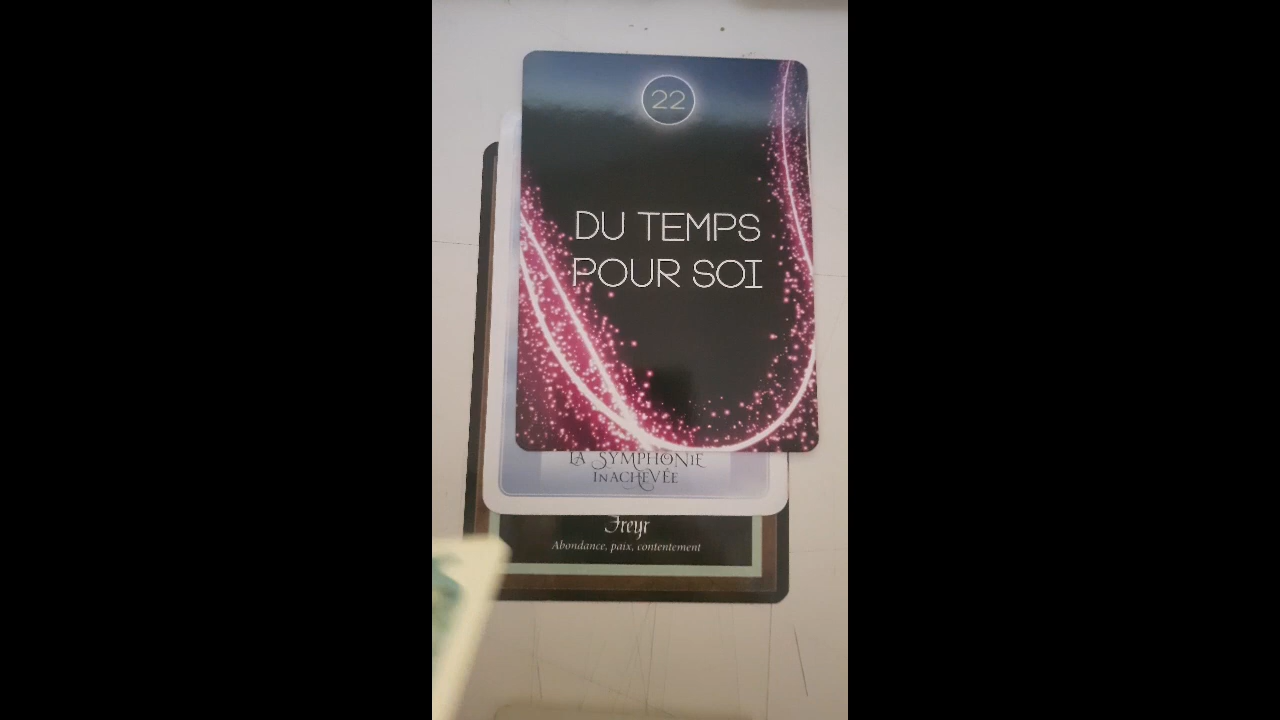 22
DU TEMPS
POUR SOI
LA SYMPHONIE
INACHEVÉE
Freyr
Abondance, paix, contentement